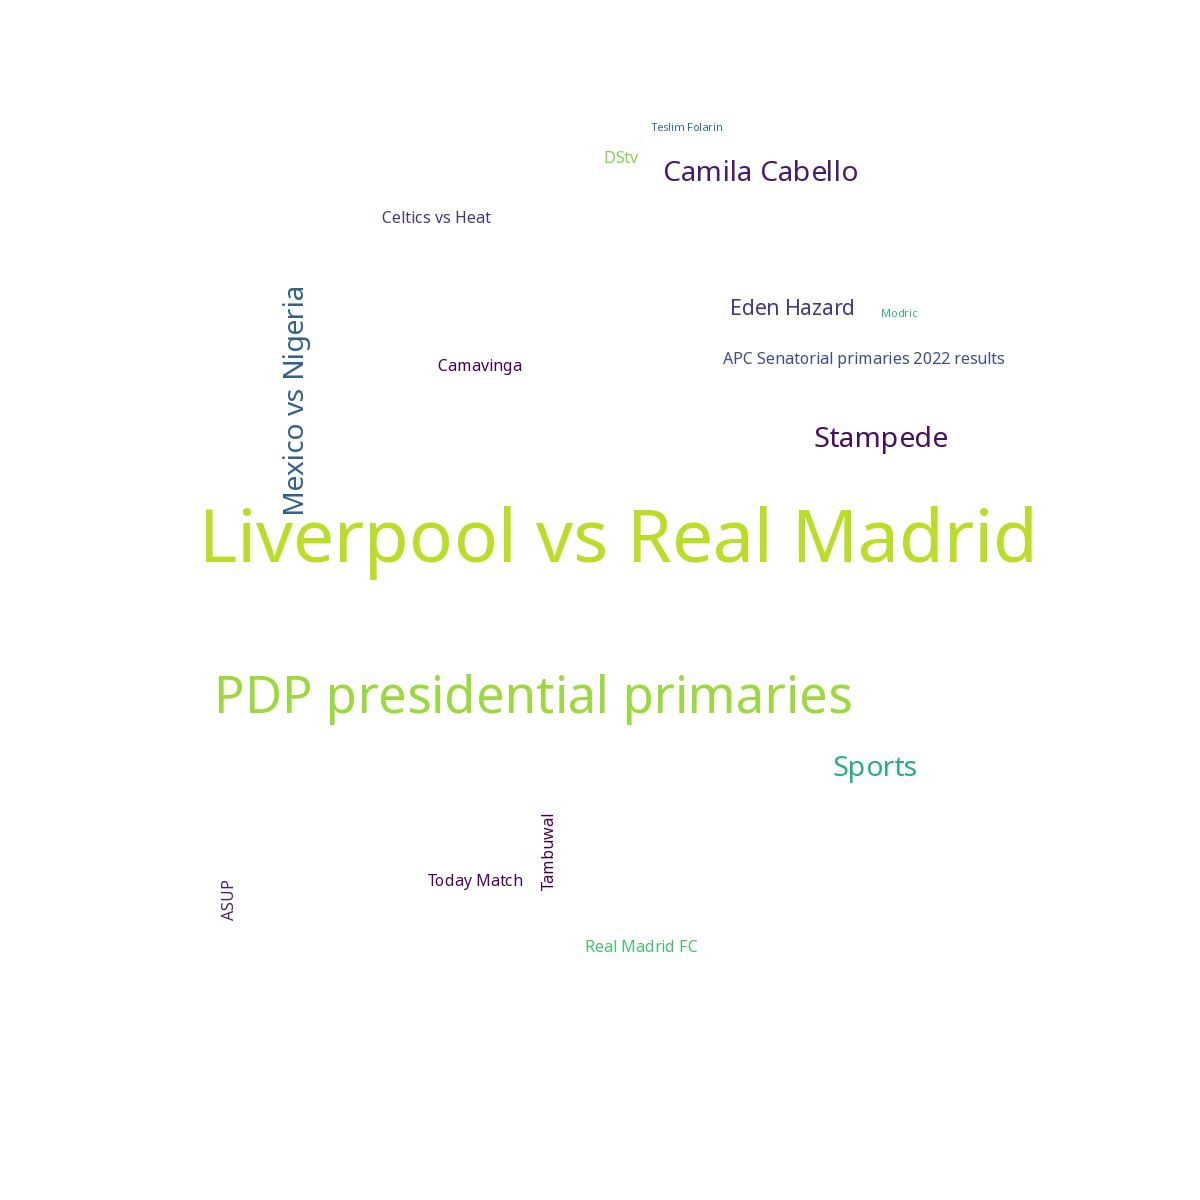 Teslim Folarin
DStv
Camila Cabello
Celtics vs Heat
Mexico vs Nigeria
Eden Hazard
Modric
Camavinga
APC Senatorial primaries 2022 results
Stampede
Liverpool vs Real Madrid
PDP presidential primaries
Sports
Tambuwal
Today Match
ASUP
Real Madrid FC